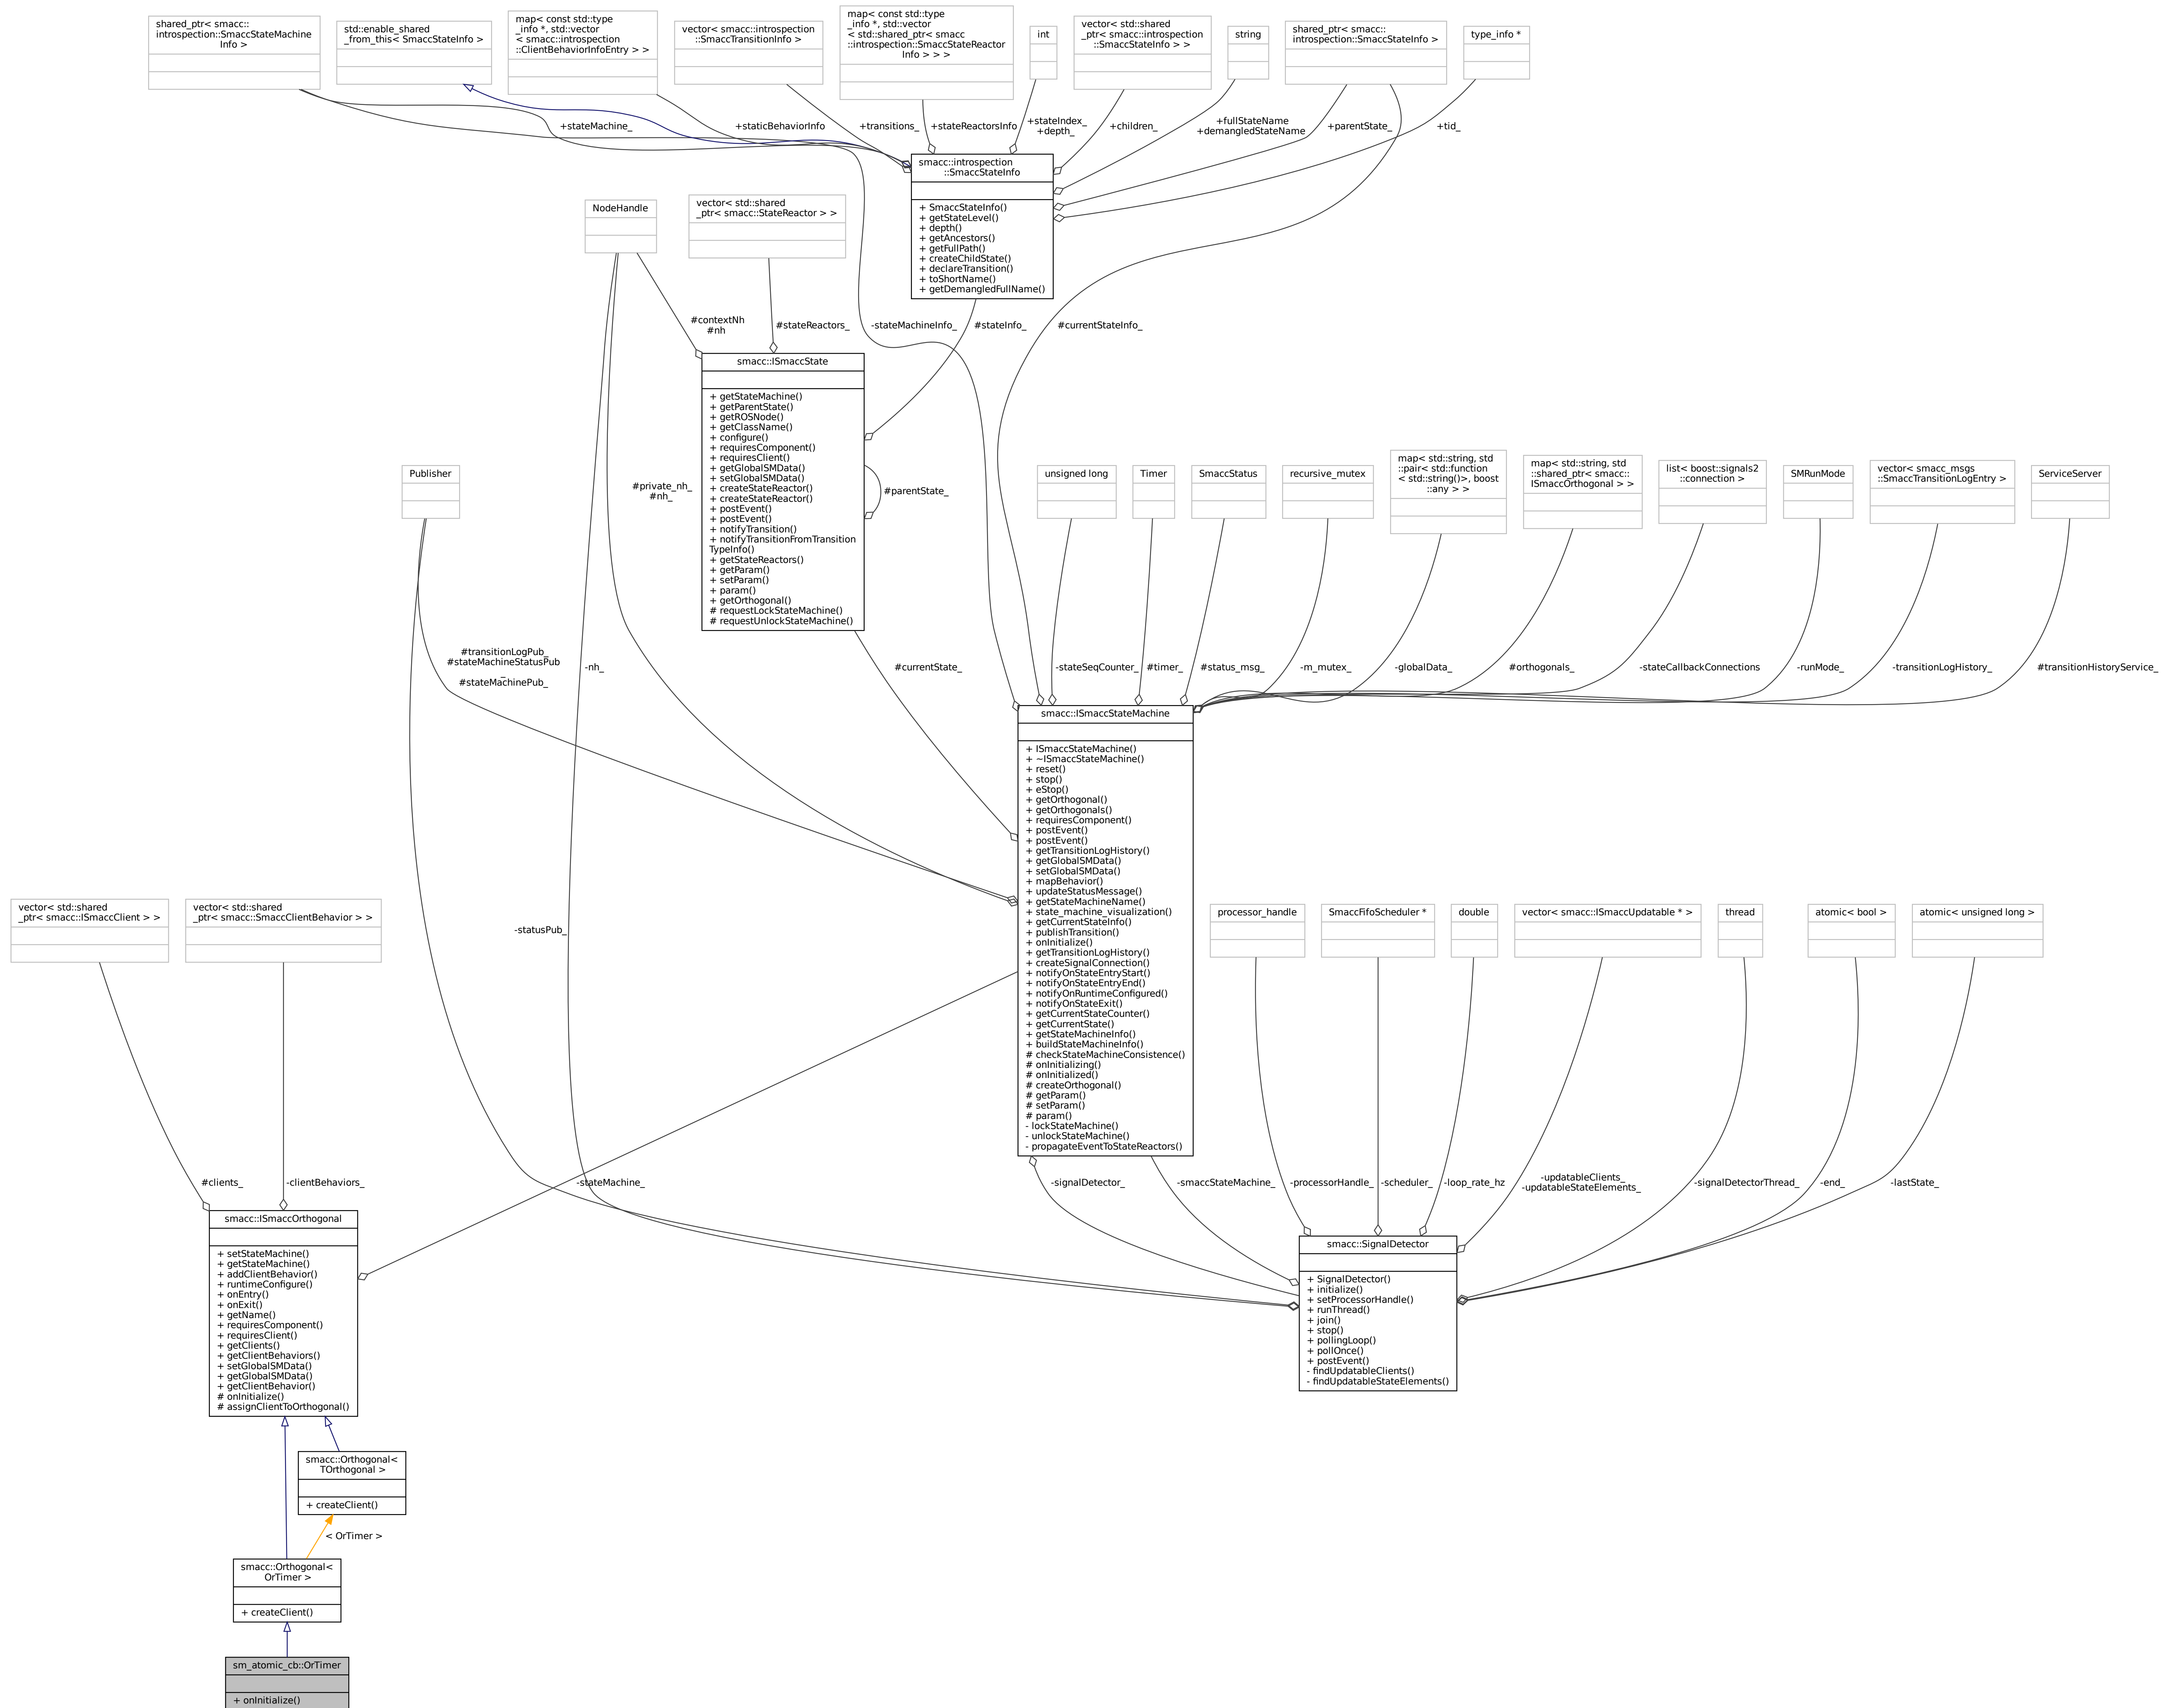 shared_ptr< smacc::
introspection::SmaccStateMachine
Info >
std::enable_shared
_from_this< SmaccStateInfo >
map< const std::type
_info *, std::vector
< smacc::introspection
::ClientBehaviorInfoEntry > >
vector< smacc::introspection
::SmaccTransitionInfo >
map< const std::type
_info *, std::vector
< std::shared_ptr< smacc
::introspection::SmaccStateReactor
Info > > >
int
vector< std::shared
_ptr< smacc::introspection
::SmaccStateInfo > >
string
shared_ptr< smacc::
introspection::SmaccStateInfo >
type_info *
+stateMachine_
+staticBehaviorInfo
+transitions_
+stateReactorsInfo
+stateIndex_
+depth_
+children_
+fullStateName
+demangledStateName
+parentState_
+tid_
smacc::introspection
::SmaccStateInfo
+ SmaccStateInfo()
+ getStateLevel()
+ depth()
+ getAncestors()
+ getFullPath()
+ createChildState()
+ declareTransition()
+ toShortName()
+ getDemangledFullName()
NodeHandle
vector< std::shared
_ptr< smacc::StateReactor > >
#contextNh
#nh
#stateReactors_
-stateMachineInfo_
#stateInfo_
#currentStateInfo_
smacc::ISmaccState
+ getStateMachine()
+ getParentState()
+ getROSNode()
+ getClassName()
+ configure()
+ requiresComponent()
+ requiresClient()
+ getGlobalSMData()
+ setGlobalSMData()
+ createStateReactor()
+ createStateReactor()
+ postEvent()
+ postEvent()
+ notifyTransition()
+ notifyTransitionFromTransition
TypeInfo()
+ getStateReactors()
+ getParam()
+ setParam()
+ param()
+ getOrthogonal()
# requestLockStateMachine()
# requestUnlockStateMachine()
#parentState_
#private_nh_
#nh_
Publisher
unsigned long
Timer
SmaccStatus
recursive_mutex
map< std::string, std
::pair< std::function
< std::string()>, boost
::any > >
map< std::string, std
::shared_ptr< smacc::
ISmaccOrthogonal > >
list< boost::signals2
::connection >
SMRunMode
vector< smacc_msgs
::SmaccTransitionLogEntry >
ServiceServer
#transitionLogPub_
#stateMachineStatusPub
_
#stateMachinePub_
-nh_
#currentState_
-stateSeqCounter_
#timer_
#status_msg_
-m_mutex_
-globalData_
#orthogonals_
-stateCallbackConnections
-runMode_
-transitionLogHistory_
#transitionHistoryService_
smacc::ISmaccStateMachine
+ ISmaccStateMachine()
+ ~ISmaccStateMachine()
+ reset()
+ stop()
+ eStop()
+ getOrthogonal()
+ getOrthogonals()
+ requiresComponent()
+ postEvent()
+ postEvent()
+ getTransitionLogHistory()
+ getGlobalSMData()
+ setGlobalSMData()
+ mapBehavior()
+ updateStatusMessage()
+ getStateMachineName()
+ state_machine_visualization()
+ getCurrentStateInfo()
+ publishTransition()
+ onInitialize()
+ getTransitionLogHistory()
+ createSignalConnection()
+ notifyOnStateEntryStart()
+ notifyOnStateEntryEnd()
+ notifyOnRuntimeConfigured()
+ notifyOnStateExit()
+ getCurrentStateCounter()
+ getCurrentState()
+ getStateMachineInfo()
+ buildStateMachineInfo()
# checkStateMachineConsistence()
# onInitializing()
# onInitialized()
# createOrthogonal()
# getParam()
# setParam()
# param()
- lockStateMachine()
- unlockStateMachine()
- propagateEventToStateReactors()
vector< std::shared
_ptr< smacc::ISmaccClient > >
vector< std::shared
_ptr< smacc::SmaccClientBehavior > >
-statusPub_
processor_handle
SmaccFifoScheduler *
double
vector< smacc::ISmaccUpdatable * >
thread
atomic< bool >
atomic< unsigned long >
#clients_
-clientBehaviors_
-stateMachine_
-signalDetector_
-smaccStateMachine_
-processorHandle_
-scheduler_
-loop_rate_hz
-updatableClients_
-updatableStateElements_
-signalDetectorThread_
-end_
-lastState_
smacc::ISmaccOrthogonal
+ setStateMachine()
+ getStateMachine()
+ addClientBehavior()
+ runtimeConfigure()
+ onEntry()
+ onExit()
+ getName()
+ requiresComponent()
+ requiresClient()
+ getClients()
+ getClientBehaviors()
+ setGlobalSMData()
+ getGlobalSMData()
+ getClientBehavior()
# onInitialize()
# assignClientToOrthogonal()
smacc::SignalDetector
+ SignalDetector()
+ initialize()
+ setProcessorHandle()
+ runThread()
+ join()
+ stop()
+ pollingLoop()
+ pollOnce()
+ postEvent()
- findUpdatableClients()
- findUpdatableStateElements()
smacc::Orthogonal<
TOrthogonal >
+ createClient()
< OrTimer >
smacc::Orthogonal<
OrTimer >
+ createClient()
sm_atomic_cb::OrTimer
+ onInitialize()